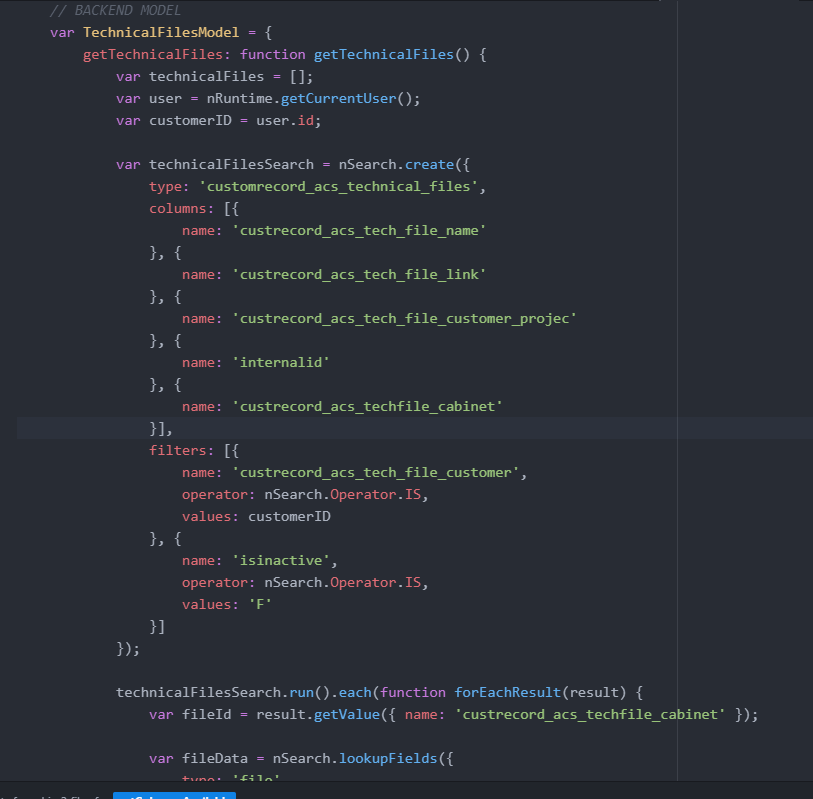 // BACKEND MODEL
var TechnicalFilesModel = {
getTechnicalFiles: function getTechnicalFiles() {
var technicalFiles = [];
var user = nRuntime.getCurrentUser();
var customerID = user.id;
var technicalFilesSearch = nSearch.create({
type: 'customrecord_acs_technical_files',
columns: [{
name: 'custrecord_acs_tech_file_name'
}, {
name: 'custrecord_acs_tech_file_link'
}, {
name: 'custrecord_acs_tech_file_customer_projec'
}, {
name: 'internalid'
}, {
name: 'custrecord_acs_techfile_cabinet'
}],
filters: [{
name: 'custrecord_acs_tech_file_customer',
operator: nSearch.Operator.IS,
values: customerID
}, {
name: 'isinactive',
operator: nSearch.Operator.IS,
values: 'F'
}]
});
technicalFilesSearch.run().each(function forEachResult(result) {
var fileId = result.getValue({ name: 'custrecord_acs_techfile_cabinet' });
var fileData = nSearch.lookupFields({
type: 'file'